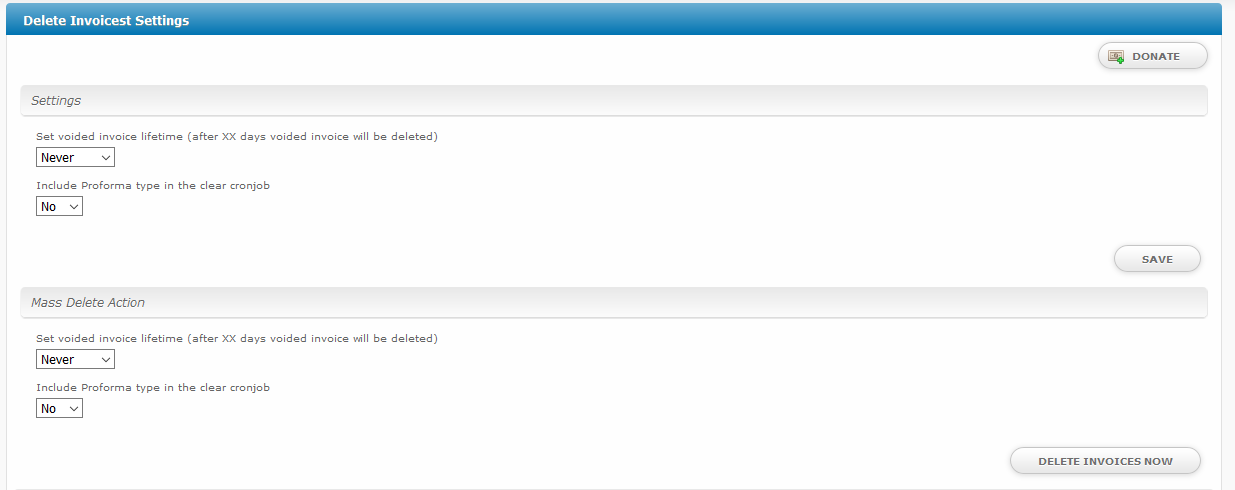 Delete Invoicest Settings
DONATE
Settings
Set voided invoice lifetime (after XX days voided invoice will be deleted)
Never
Include Proforma type in the clear cronjob
No
SAVE
Mass Delete Action
Set voided invoice lifetime (after XX days voided invoice will be deleted)
Never
Include Proforma type in the clear cronjob
No
DELETE INVOICES NOW